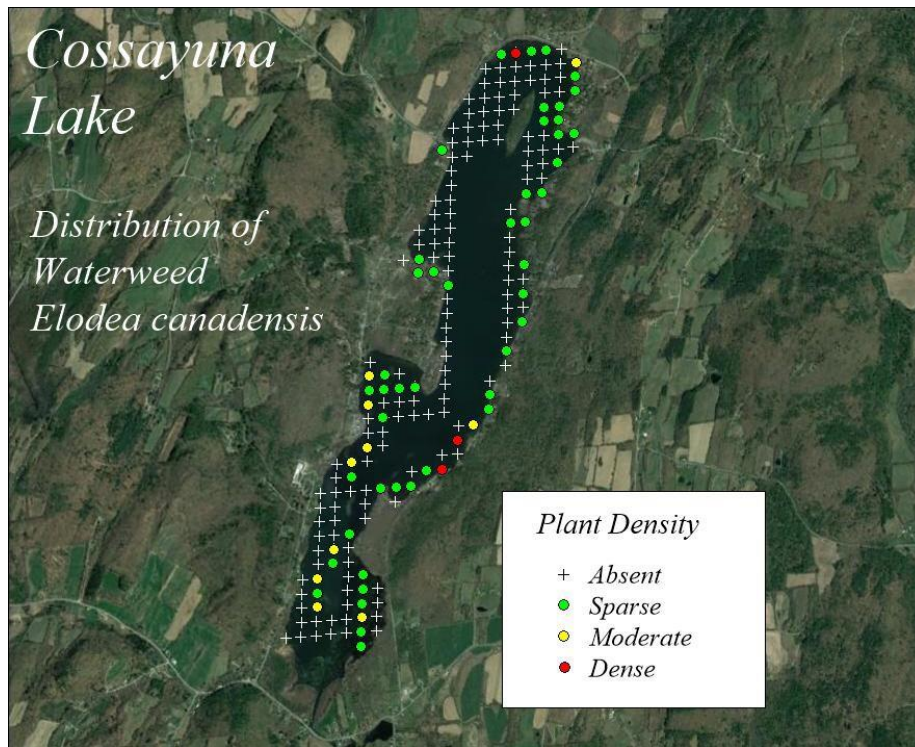 Cossayuna
Lake
Distribution of
Waterweed
Elodea canadensis
Plant Density
Absent
Sparse
Moderate
Dense